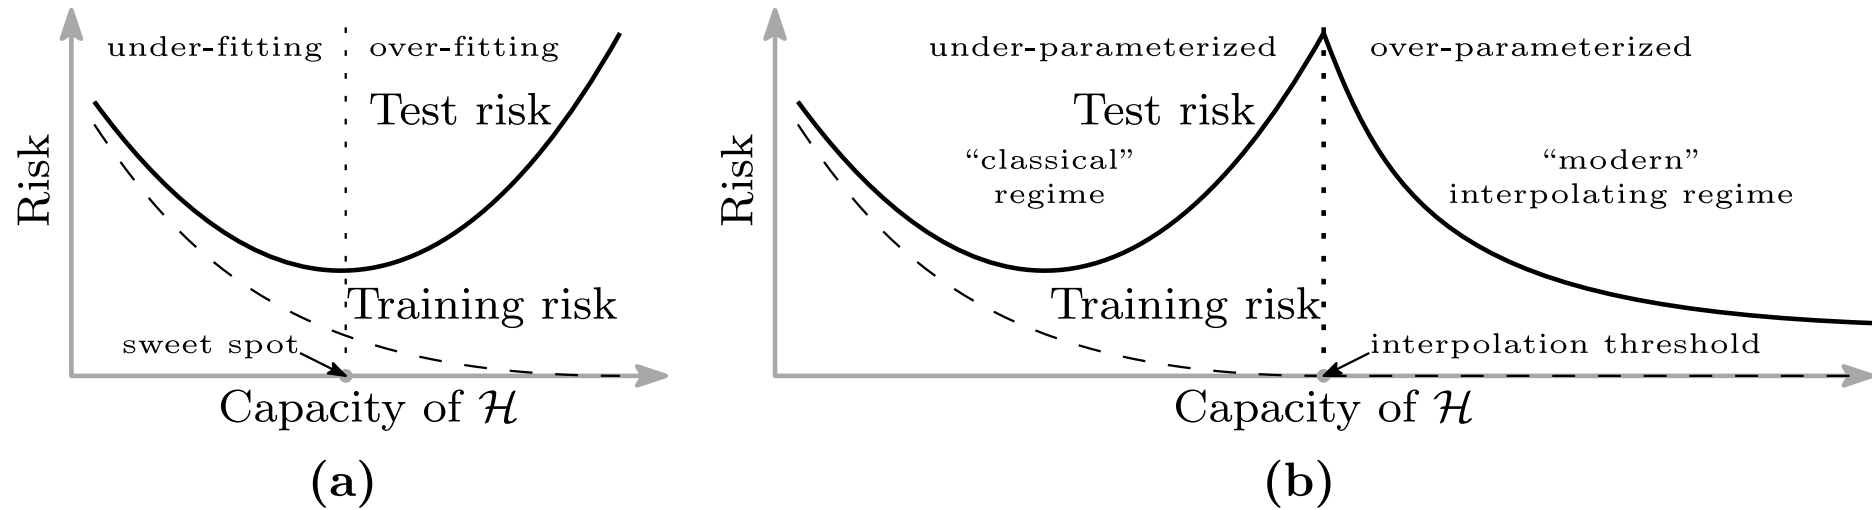 under-fitting
over-fitting
Test risk
Risk
Training risk
sweet spot
Capacity of ℋ
(a)
under-parameterized
over-parameterized
Test risk
“classical”
regime
“modern”
interpolating regime
Risk
Training risk
interpolation threshold
Capacity of ℋ
(b)